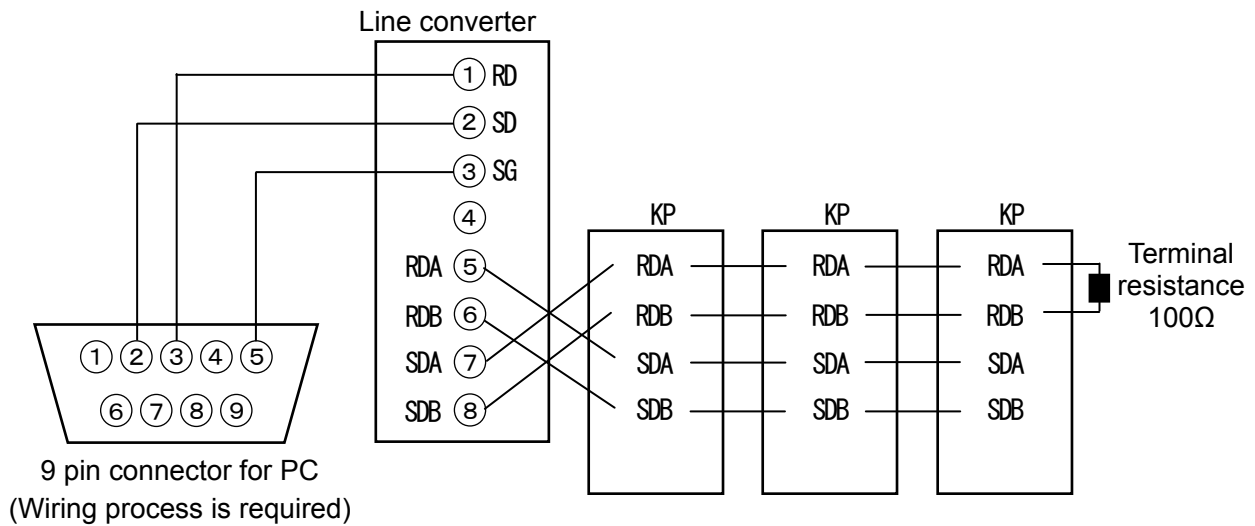 Line converter
① RD
② SD
③ SG
④
RDA ⑤
RDB ⑥
SDA ⑦
SDB ⑧
① ② ③ ④ ⑤
⑥ ⑦ ⑧ ⑨
9 pin connector for PC
(Wiring process is required)
KP
RDA
RDB
SDA
SDB
KP
RDA
RDB
SDA
SDB
KP
RDA
RDB
SDA
SDB
Terminal
resistance
100Ω